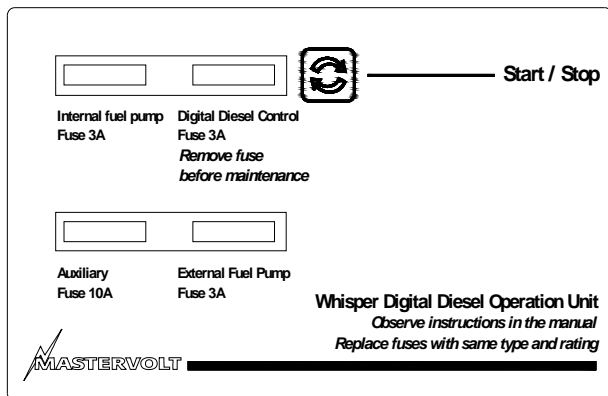 Start / Stop
Internal fuel pump
Fuse 3A
Digital Diesel Control
Fuse 3A
Remove fuse
before maintenance
Auxiliary
Fuse 10A
External Fuel Pump
Fuse 3A
Whisper Digital Diesel Operation Unit
Observe instructions in the manual
Replace fuses with same type and rating
MASTERVOLT